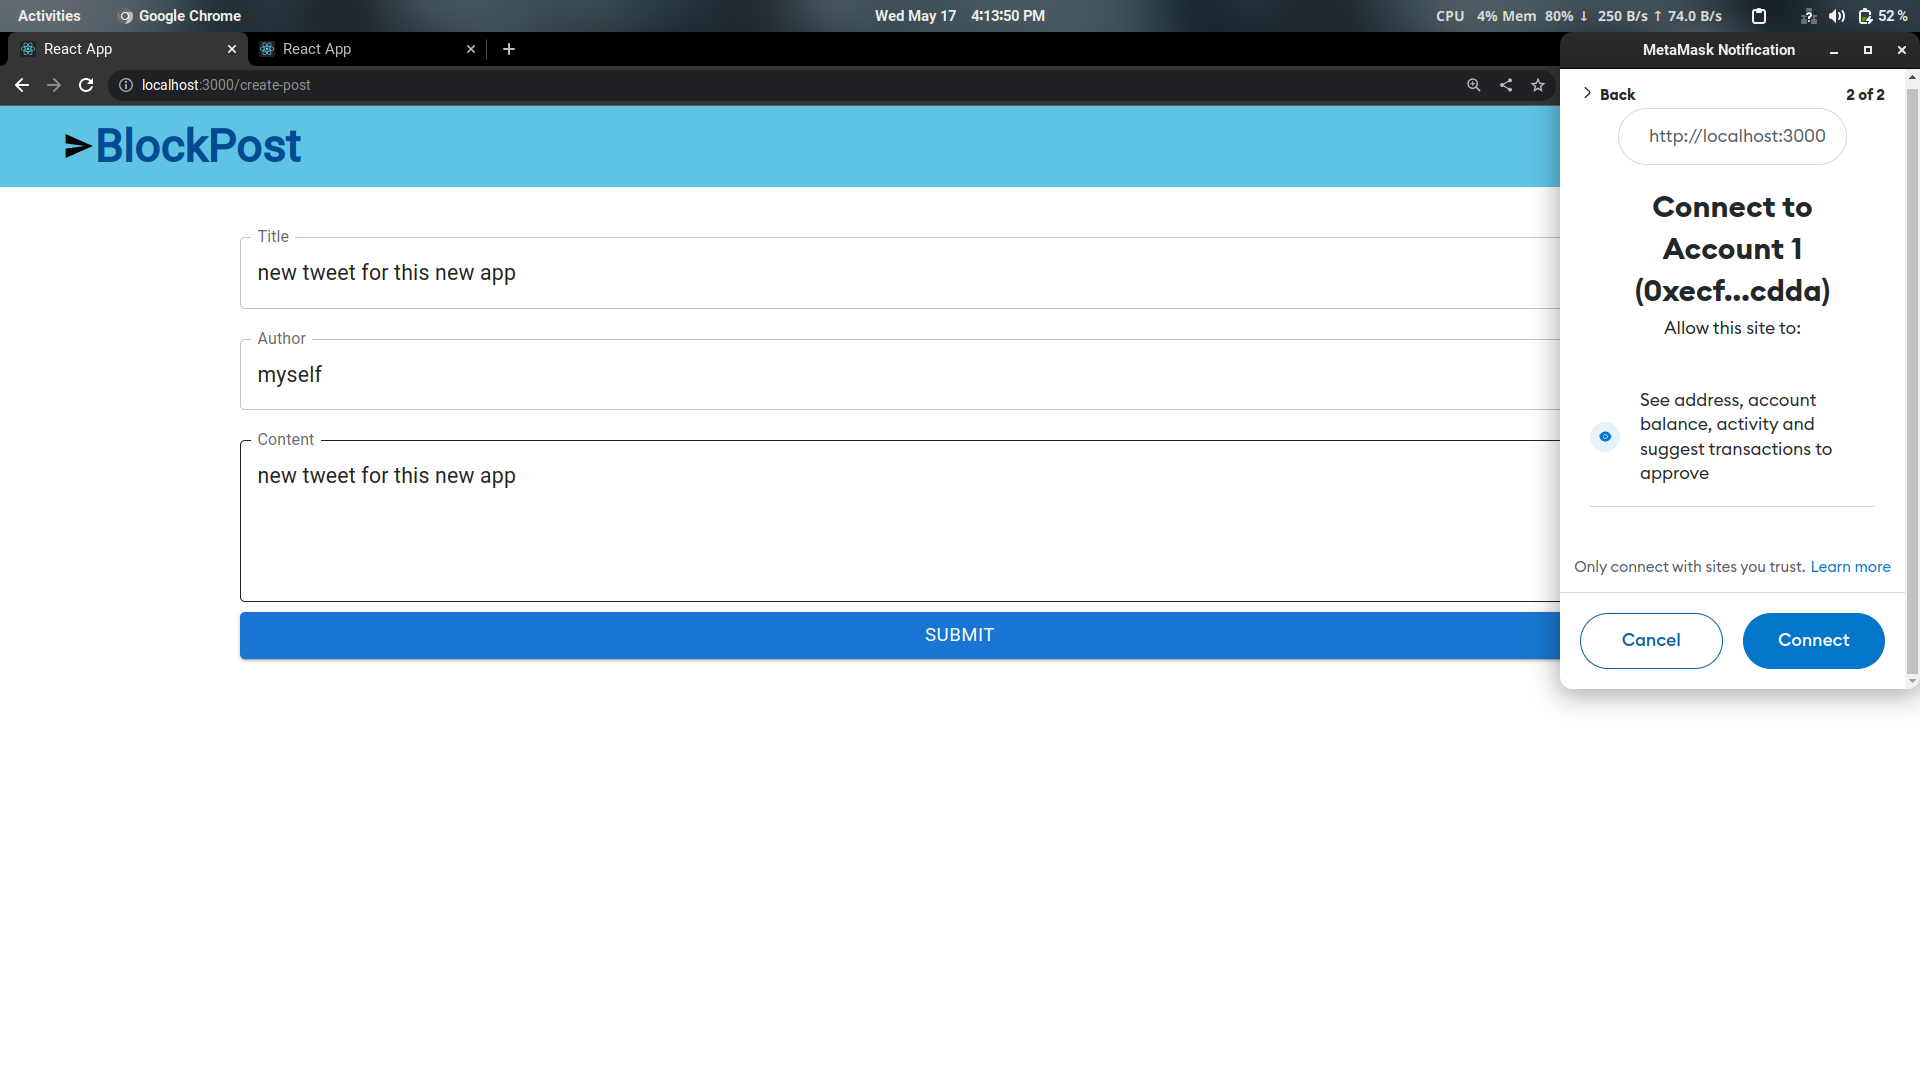 Activities
Google Chrome
Wed May 17 4:13:50 PM
CPU 4% Mem 80% ↓ 250 B/s ↑ 74.0 B/s
52 %
React App
React App
MetaMask Notification
localhost:3000/create-post
Back
2 of 2
http://localhost:3000
BlockPost
Connect to
Account 1
(0xecf...cdda)
Allow this site to:
See address, account
balance, activity and
suggest transactions to
approve
Only connect with sites you trust. Learn more
Cancel
Connect
Title
new tweet for this new app
Author
myself
Content
new tweet for this new app
SUBMIT